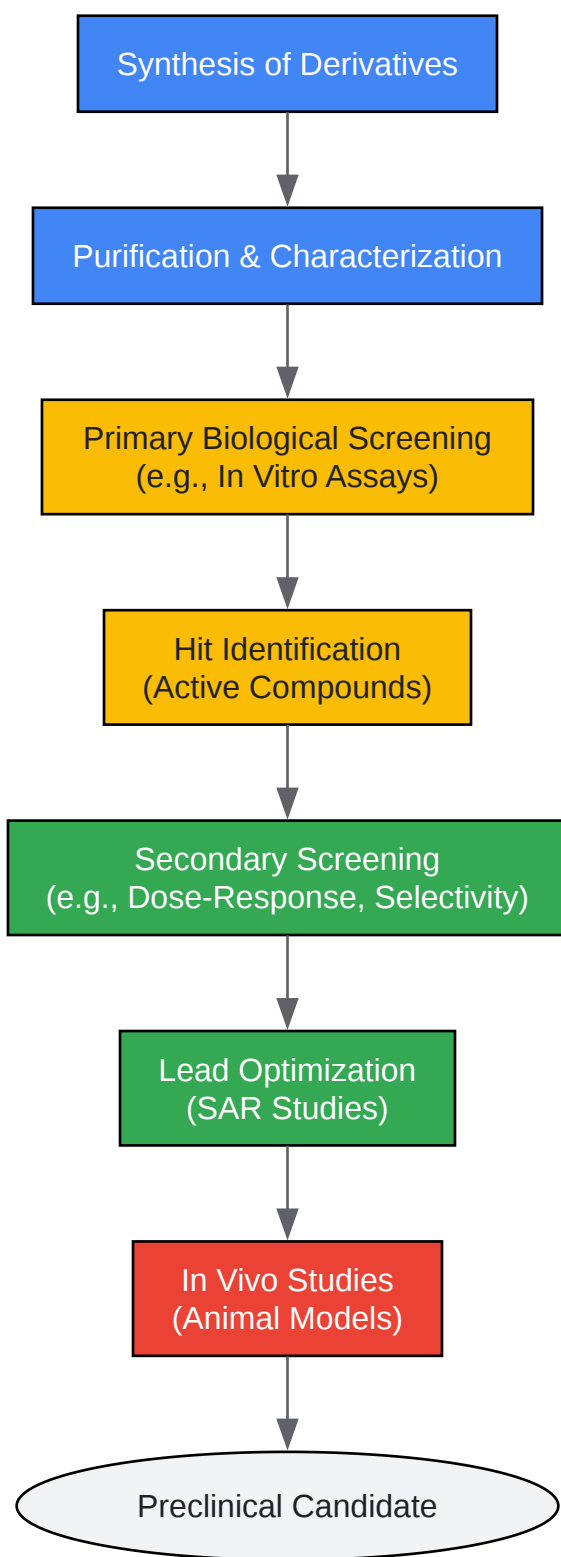 Synthesis of Derivatives
Purification & Characterization
Primary Biological Screening
(e.g., In Vitro Assays)
Hit Identification
(Active Compounds)
Secondary Screening
(e.g., Dose-Response, Selectivity)
Lead Optimization
(SAR Studies)
In Vivo Studies
(Animal Models)
Preclinical Candidate